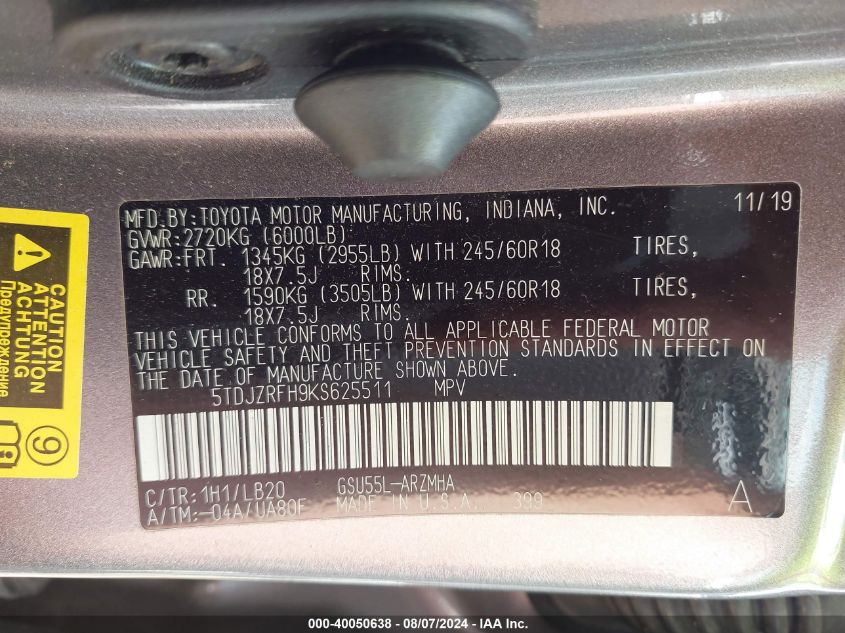 MFD.BY:TOYOTA MOTOR MANUFACTURING, INDIANA, INC. 11/19
GVWR:2720KG (6000LB)
GAWR:FRT. 1345KG (2955LB) WITH 245/60R18 TIRES,
18X7.5J RIMS.
RR. 1590KG (3505LB) WITH 245/60R18 TIRES,
18X7.5J RIMS.
THIS VEHICLE CONFORMS TO ALL APPLICABLE FEDERAL MOTOR
VEHICLE SAFETY AND THEFT PREVENTION STANDARDS IN EFFECT ON
THE DATE OF MANUFACTURE SHOWN ABOVE.
5TDJZRFH9KS625511 MPV
C/TR:1H1/LB20 GSU55L-ARZMHA
A/TM:-04A/UA80F MADE IN U.S.A. 399 A
CAUTION
ATTENTION
ACHTUNG
Предупреждение
9
000-40050638 - 08/07/2024 - IAA Inc.